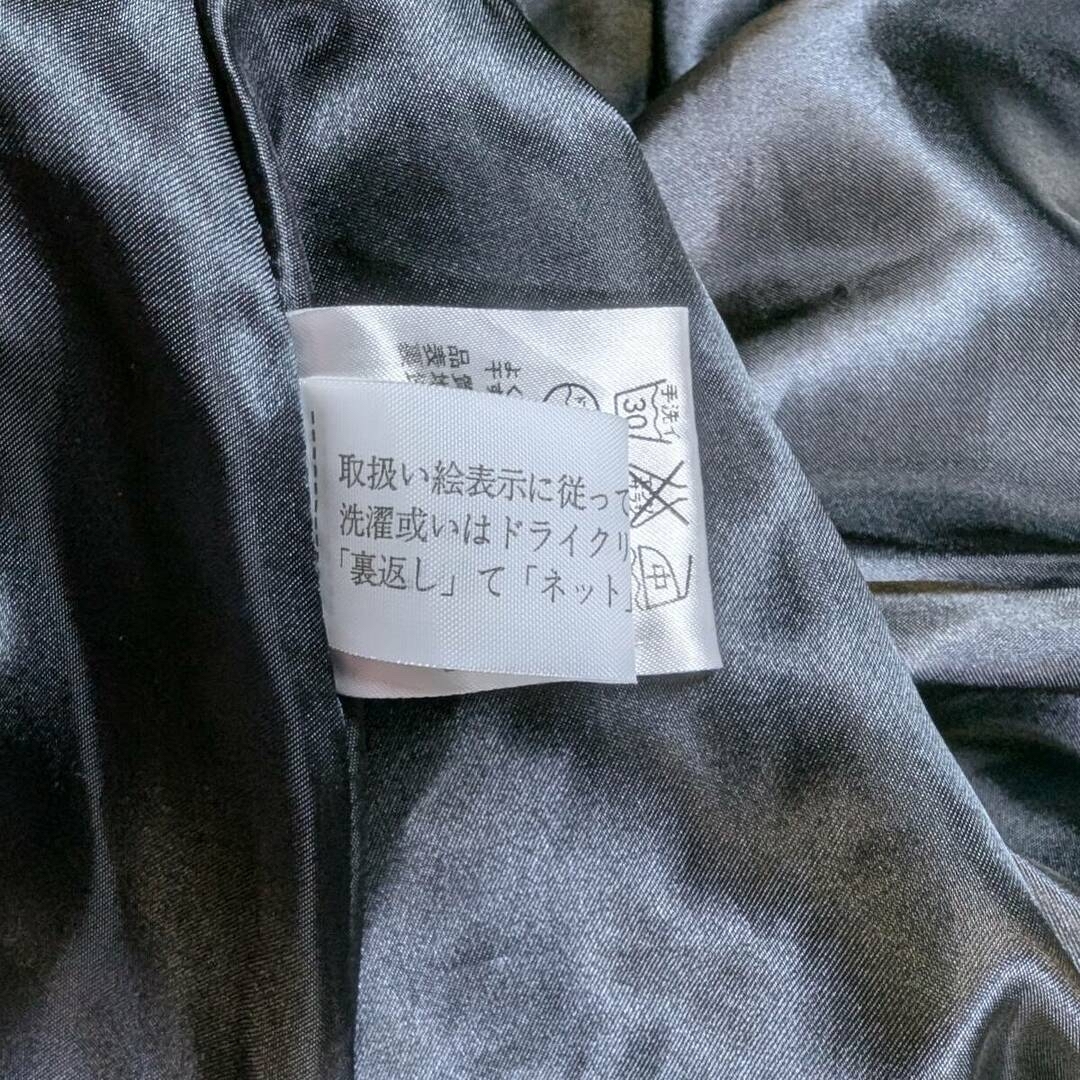 取扱い絵表示に従って
洗濯或いはドライクリ
「裏返し」て「ネット」
手洗イ
30
中